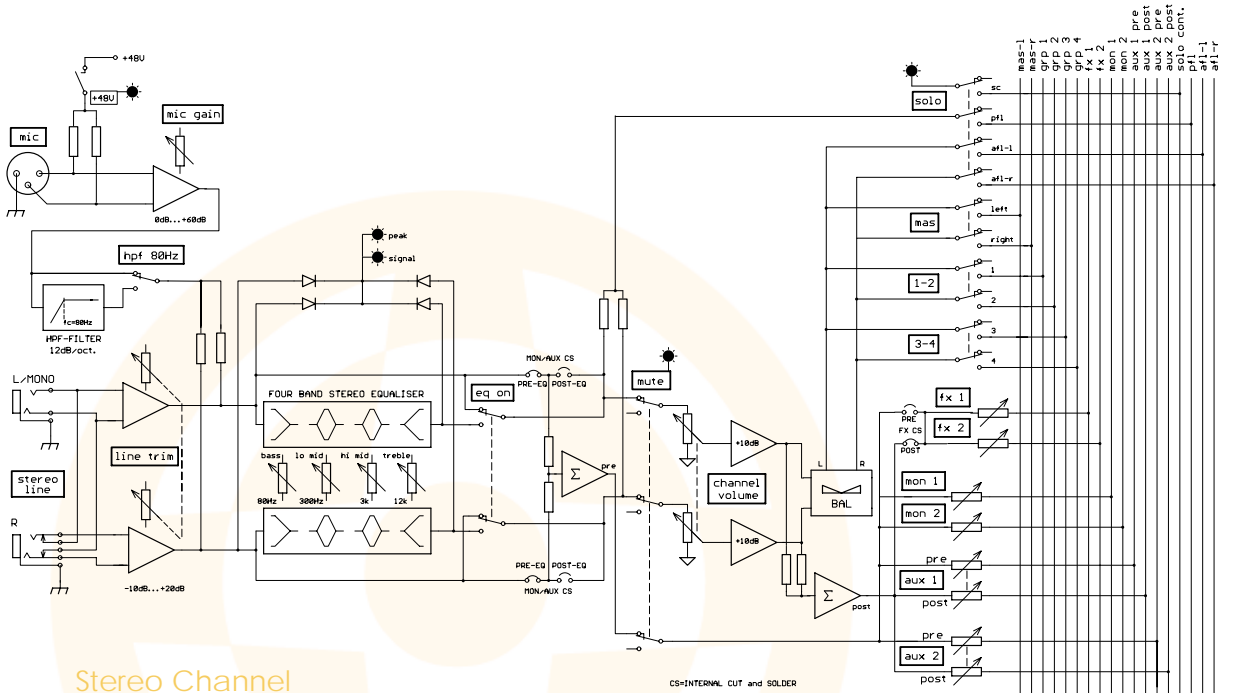 +48V
+48V
mic gain
mic
0dB...+60dB
hpf 80Hz
fc=80Hz
HPF-FILTER
12dB/oct.
L/MONO
line trim
stereo
line
R
-10dB...+20dB
peak
signal
FOUR BAND STEREO EQUALISER
bass
lo mid
hi mid
treble
80Hz
300Hz
3k
12k
eq on
MON/AUX CS
PRE-EQ
POST-EQ
Σ
pre
PRE-EQ
POST-EQ
MON/AUX CS
mute
+10dB
channel
volume
+10dB
L
R
BAL
Σ
post
solo
sc
pfl
afl-l
afl-r
mas
left
right
1-2
1
2
3-4
3
4
fx 1
PRE
FX CS
POST
fx 2
mon 1
mon 2
pre
aux 1
post
pre
aux 2
post
mas-l
mas-r
grp 1
grp 2
grp 3
grp 4
fx 1
fx 2
mon 1
mon 2
aux 1 pre
aux 1 post
aux 2 pre
aux 2 post
solo cont.
pfl
afl-l
afl-r
Stereo Channel
CS=INTERNAL CUT and SOLDER